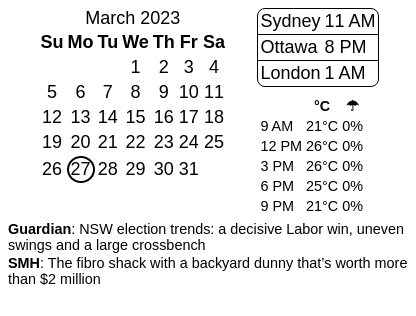 March 2023
Su Mo Tu We Th Fr Sa
1 2 3 4
5 6 7 8 9 10 11
12 13 14 15 16 17 18
19 20 21 22 23 24 25
26 27 28 29 30 31
Sydney 11 AM
Ottawa 8 PM
London 1 AM
°C ☂
9 AM 21°C 0%
12 PM 26°C 0%
3 PM 26°C 0%
6 PM 25°C 0%
9 PM 21°C 0%
Guardian: NSW election trends: a decisive Labor win, uneven
swings and a large crossbench
SMH: The fibro shack with a backyard dunny that’s worth more
than $2 million